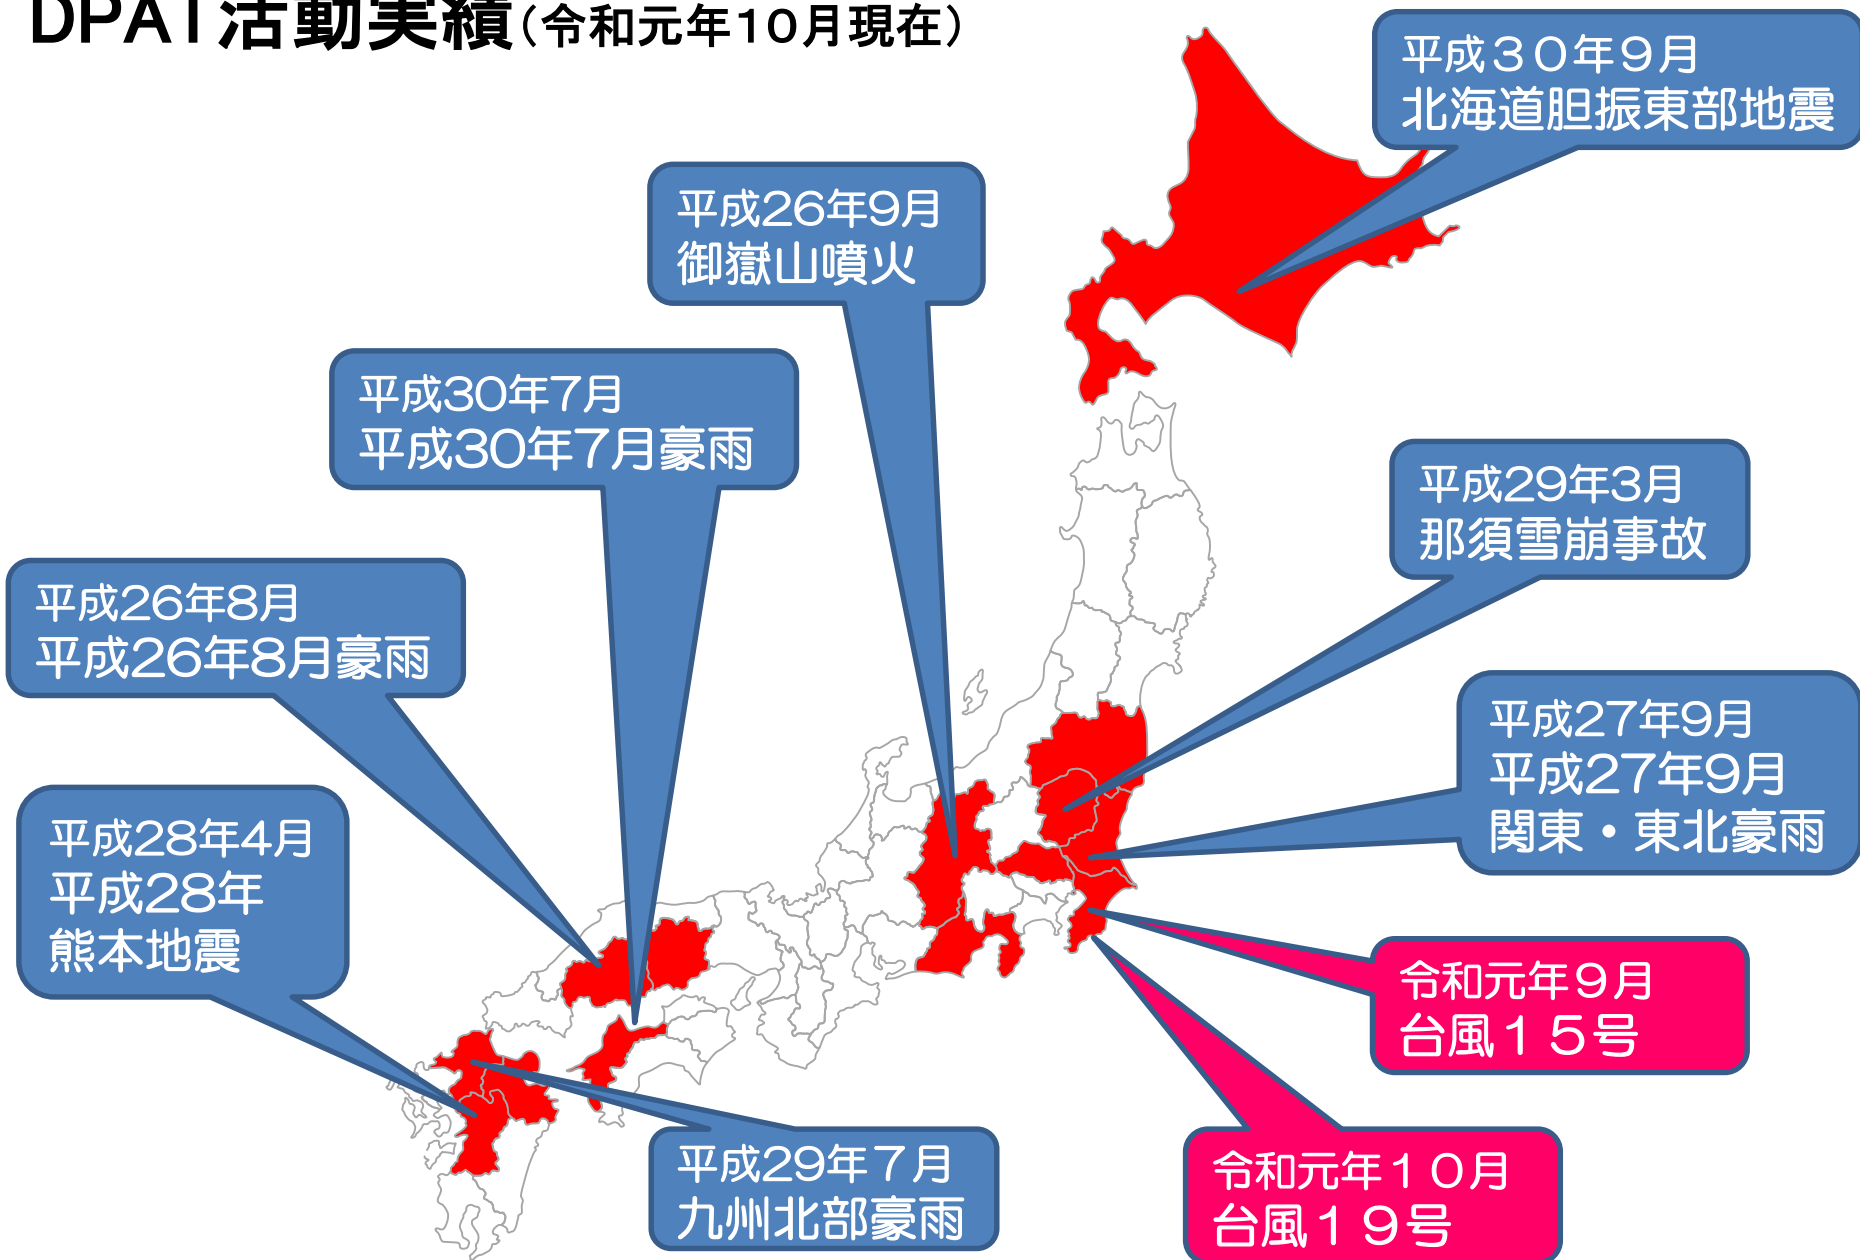 DPAT活動実績(令和元年10月現在)
平成３０年９月
北海道胆振東部地震
平成26年9月
御嶽山噴火
平成30年7月
平成30年7月豪雨
平成29年3月
那須雪崩事故
平成26年8月
平成26年8月豪雨
平成27年9月
平成27年9月
関東・東北豪雨
平成28年4月
平成28年
熊本地震
令和元年９月
台風１５号
平成29年７月
九州北部豪雨
令和元年１０月
台風１９号